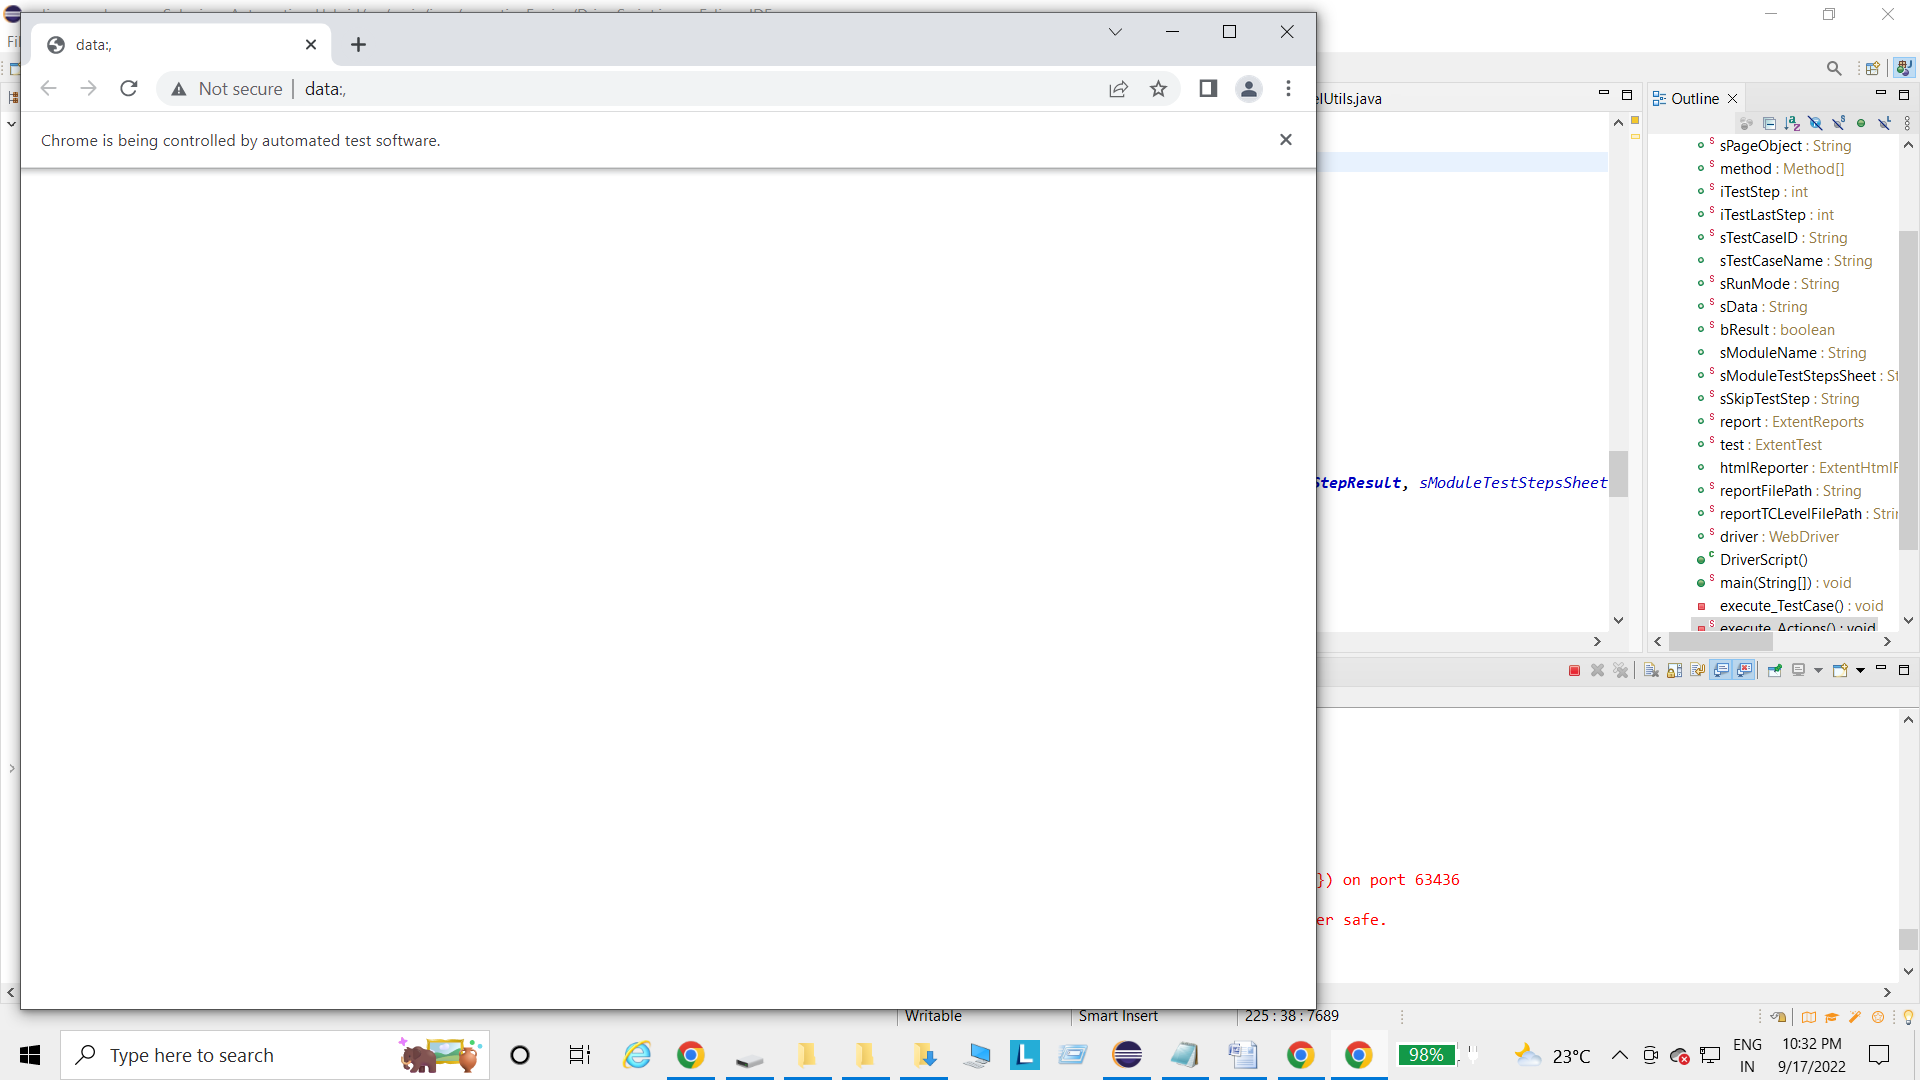 data:,
Not secure
data:,
Chrome is being controlled by automated test software.
elUtils.java
Outline
sPageObject : String
method : Method[]
iTestStep : int
iTestLastStep : int
sTestCaseID : String
sTestCaseName : String
sRunMode : String
sData : String
bResult : boolean
sModuleName : String
sModuleTestStepsSheet : St
sSkipTestStep : String
report : ExtentReports
test : ExtentTest
htmlReporter : ExtentHtmlR
reportFilePath : String
reportTCLevelFilePath : Strin
driver : WebDriver
DriverScript()
main(String[]) : void
execute_TestCase() : void
execute_Actions() : void
StepResult, sModuleTestStepsSheet
}) on port 63436
er safe.
Writable
Smart Insert
225 : 38 : 7689
Type here to search
98%
23°C
ENG
IN
10:32 PM
9/17/2022